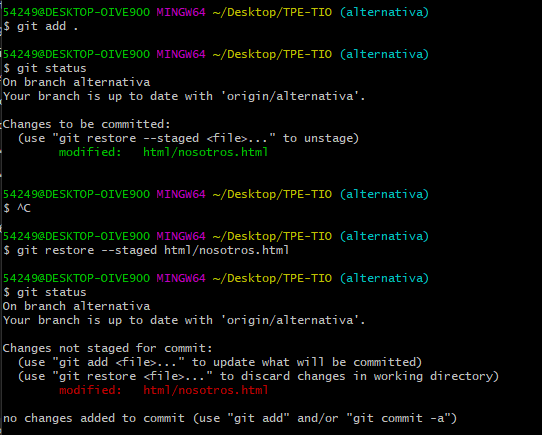 54249@DESKTOP-OIVE9OO MINGW64 ~/Desktop/TPE-TIO (alternativa)
$ git add .
54249@DESKTOP-OIVE9OO MINGW64 ~/Desktop/TPE-TIO (alternativa)
$ git status
On branch alternativa
Your branch is up to date with 'origin/alternativa'.
Changes to be committed:
(use "git restore --staged <file>..." to unstage)
modified: html/nosotros.html
54249@DESKTOP-OIVE9OO MINGW64 ~/Desktop/TPE-TIO (alternativa)
$ ^C
54249@DESKTOP-OIVE9OO MINGW64 ~/Desktop/TPE-TIO (alternativa)
$ git restore --staged html/nosotros.html
54249@DESKTOP-OIVE9OO MINGW64 ~/Desktop/TPE-TIO (alternativa)
$ git status
On branch alternativa
Your branch is up to date with 'origin/alternativa'.
Changes not staged for commit:
(use "git add <file>..." to update what will be committed)
(use "git restore <file>..." to discard changes in working directory)
modified: html/nosotros.html
no changes added to commit (use "git add" and/or "git commit -a")